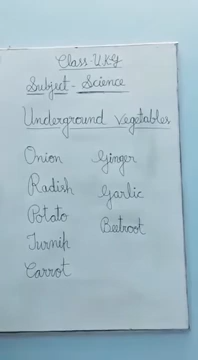 Class-UKG
Subject - Science
Underground Vegetables
Onion
Radish
Potato
Turnip
Carrot
Ginger
Garlic
Beetroot